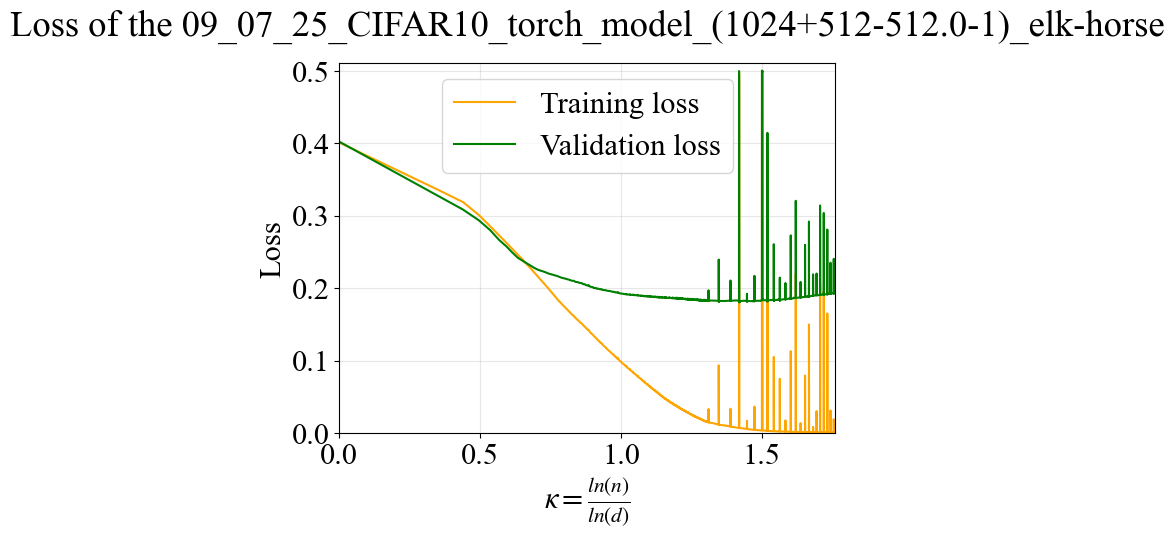 Loss of the 09_07_25_CIFAR10_torch_model_(1024+512-512.0-1)_elk-horse
0.5
Training loss
Validation loss
0.4
0.3
Loss
0.2
0.1
0.0
0.0 0.5 1.0 1.5
κ = ln(n)/ln(d)